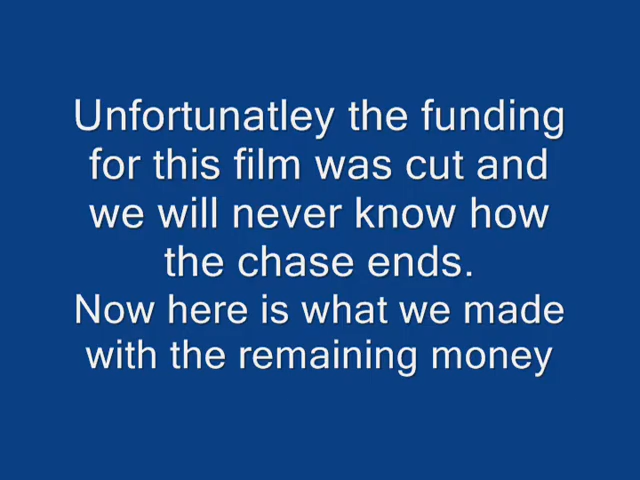 Unfortunatley the funding
for this film was cut and
we will never know how
the chase ends.
Now here is what we made
with the remaining money